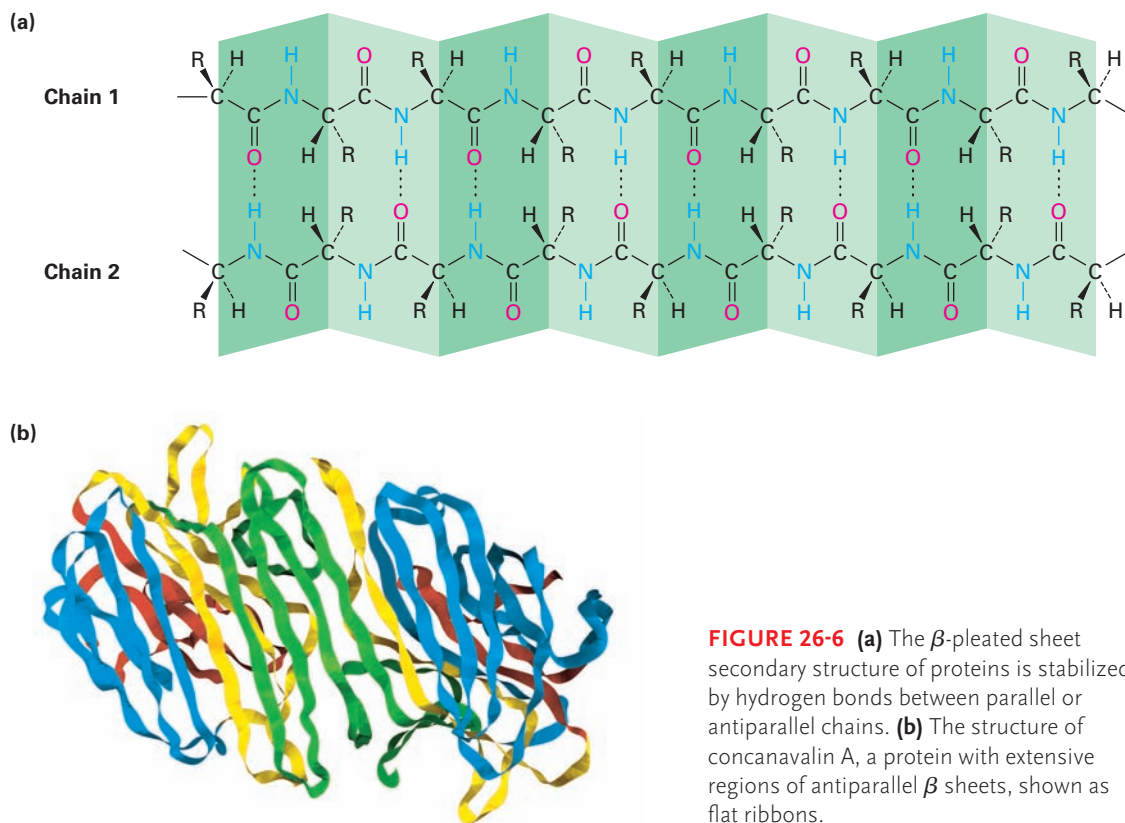 (a)
R H H O R H H O R H H O R H H O R H
Chain 1 C C N C C N C C N C C N C C N C C N C C N C C N C
O H R H O H R H O H R H O H R H
H H R O H H R O H H R O H H R O
Chain 2 C N C C N C C N C C N C C N C C N C C N C C N C C
R H O H R H O H R H O H R H O H R H
(b)
FIGURE 26-6 (a) The β-pleated sheet
secondary structure of proteins is stabilized
by hydrogen bonds between parallel or
antiparallel chains. (b) The structure of
concanavalin A, a protein with extensive
regions of antiparallel β sheets, shown as
flat ribbons.